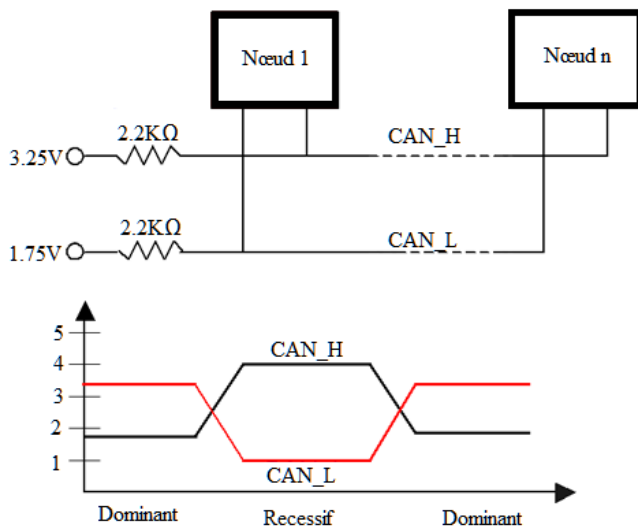 Nœud 1
Nœud n
2.2KΩ
CAN_H
3.25V
2.2KΩ
CAN_L
1.75V
5
4
3
2
1
CAN_H
CAN_L
Dominant
Recessif
Dominant